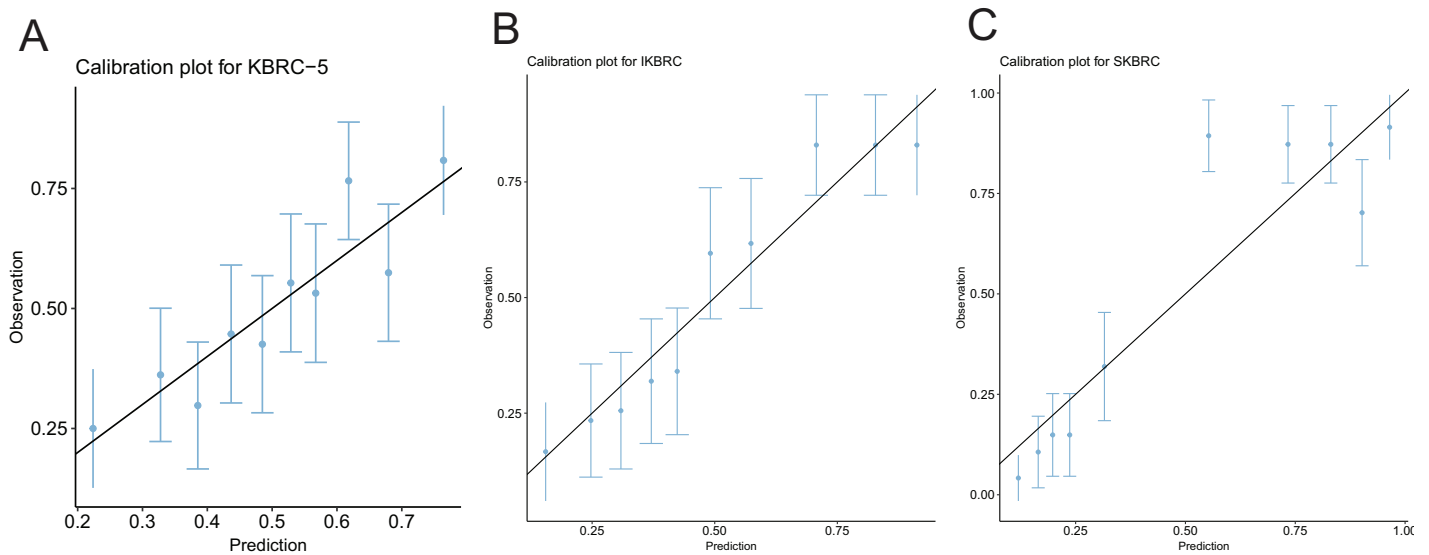 A
Calibration plot for KBRC−5
Observation
0.75
0.50
0.25
0.2 0.3 0.4 0.5 0.6 0.7
Prediction
B
Calibration plot for IKBRC
Observation
0.75
0.50
0.25
0.25 0.50 0.75
Prediction
C
Calibration plot for SKBRC
Observation
1.00
0.75
0.50
0.25
0.00
0.25 0.50 0.75 1.00
Prediction